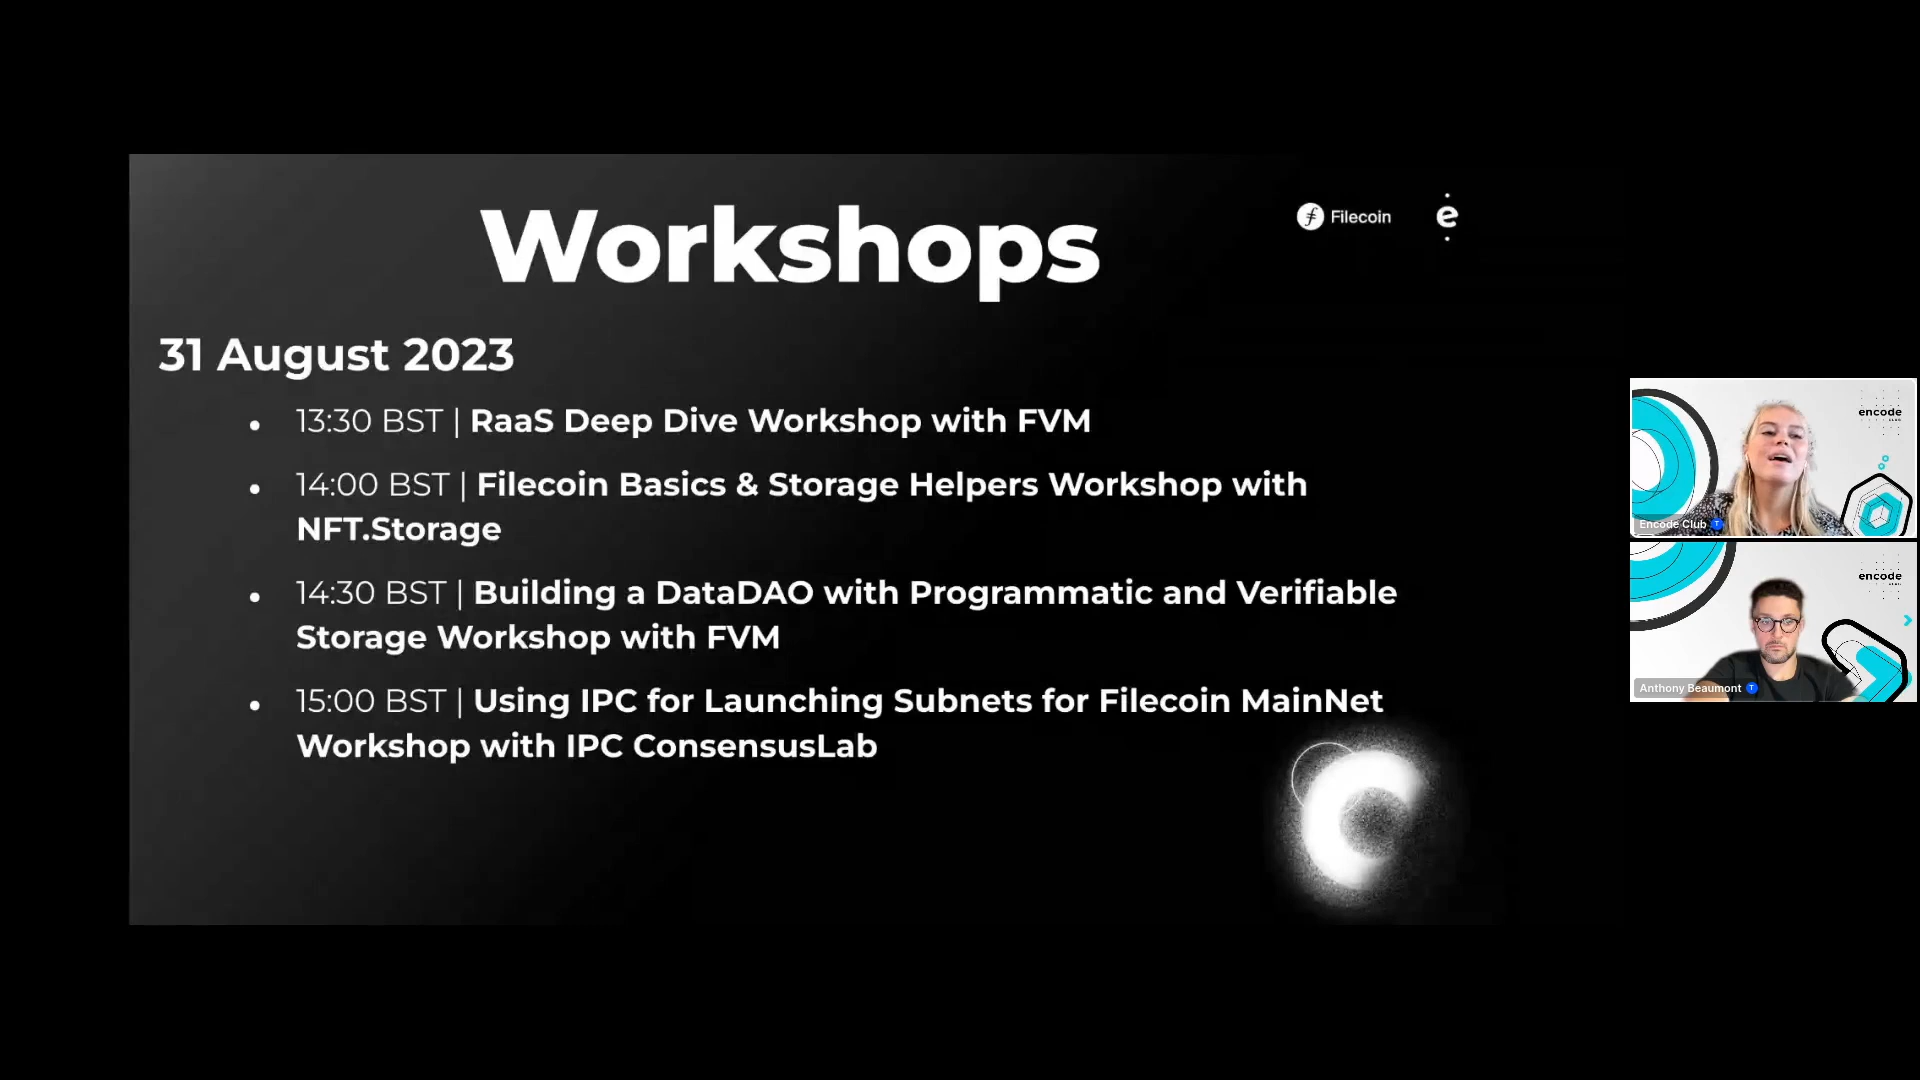 Workshops
Filecoin
e
31 August 2023
• 13:30 BST | RaaS Deep Dive Workshop with FVM
• 14:00 BST | Filecoin Basics & Storage Helpers Workshop with
NFT.Storage
• 14:30 BST | Building a DataDAO with Programmatic and Verifiable
Storage Workshop with FVM
• 15:00 BST | Using IPC for Launching Subnets for Filecoin MainNet
Workshop with IPC ConsensusLab
encode
CLUB
Encode Club T
encode
CLUB
Anthony Beaumont T